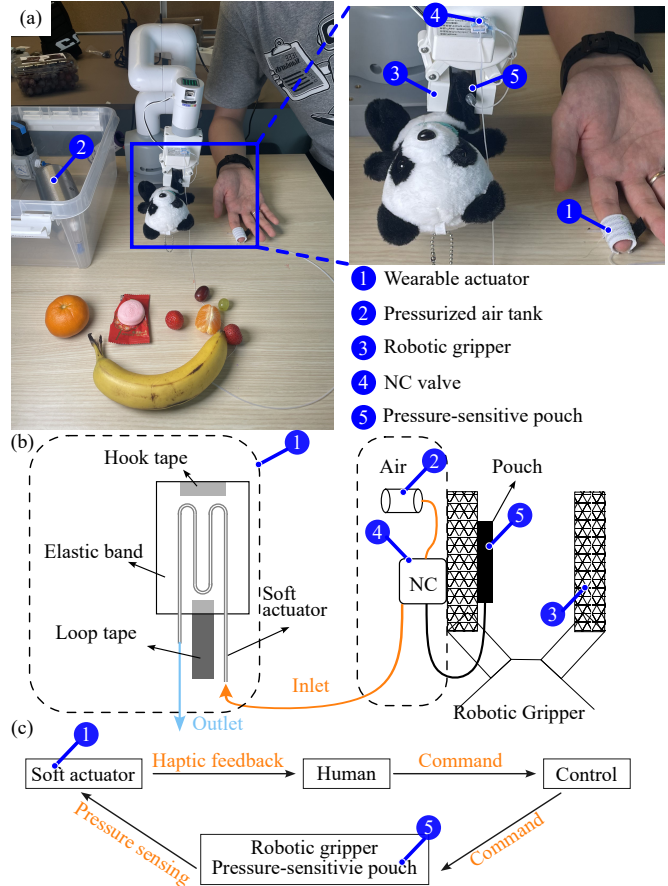 (a)
4
3
5
2
1
1 Wearable actuator
2 Pressurized air tank
3 Robotic gripper
4 NC valve
5 Pressure-sensitive pouch
(b)
1
Hook tape
Elastic band
Soft
actuator
Loop tape
Outlet
Inlet
Air
2
Pouch
4
5
NC
3
Robotic Gripper
(c)
1
Soft actuator
Haptic feedback
Human
Command
Control
Pressure sensing
Command
5
Robotic gripper
Pressure-sensitivie pouch